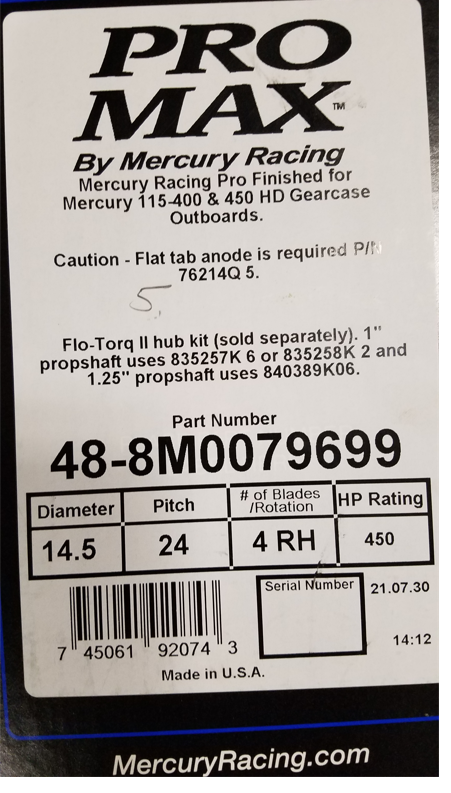 PRO
MAX™
By Mercury Racing
Mercury Racing Pro Finished for
Mercury 115-400 & 450 HD Gearcase
Outboards.
Caution - Flat tab anode is required P/N
76214Q 5.
5.
Flo-Torq II hub kit (sold separately). 1"
propshaft uses 835257K 6 or 835258K 2 and
1.25" propshaft uses 840389K06.
Part Number
48-8M0079699
Diameter Pitch # of Blades /Rotation HP Rating
14.5 24 4 RH 450
Serial Number 21.07.30
14:12
7 45061 92074 3
Made in U.S.A.
MercuryRacing.com